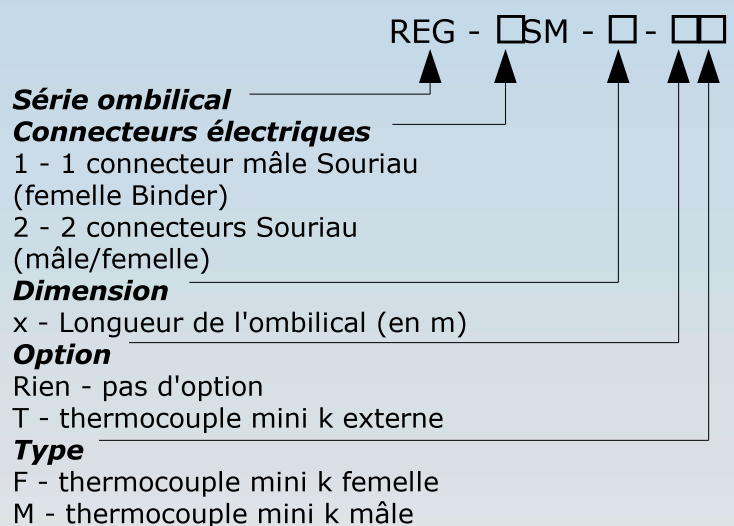 REG - □SM - □ - □□
Série ombilical
Connecteurs électriques
1 - 1 connecteur mâle Souriau
(femelle Binder)
2 - 2 connecteurs Souriau
(mâle/femelle)
Dimension
x - Longueur de l'ombilical (en m)
Option
Rien - pas d'option
T - thermocouple mini k externe
Type
F - thermocouple mini k femelle
M - thermocouple mini k mâle